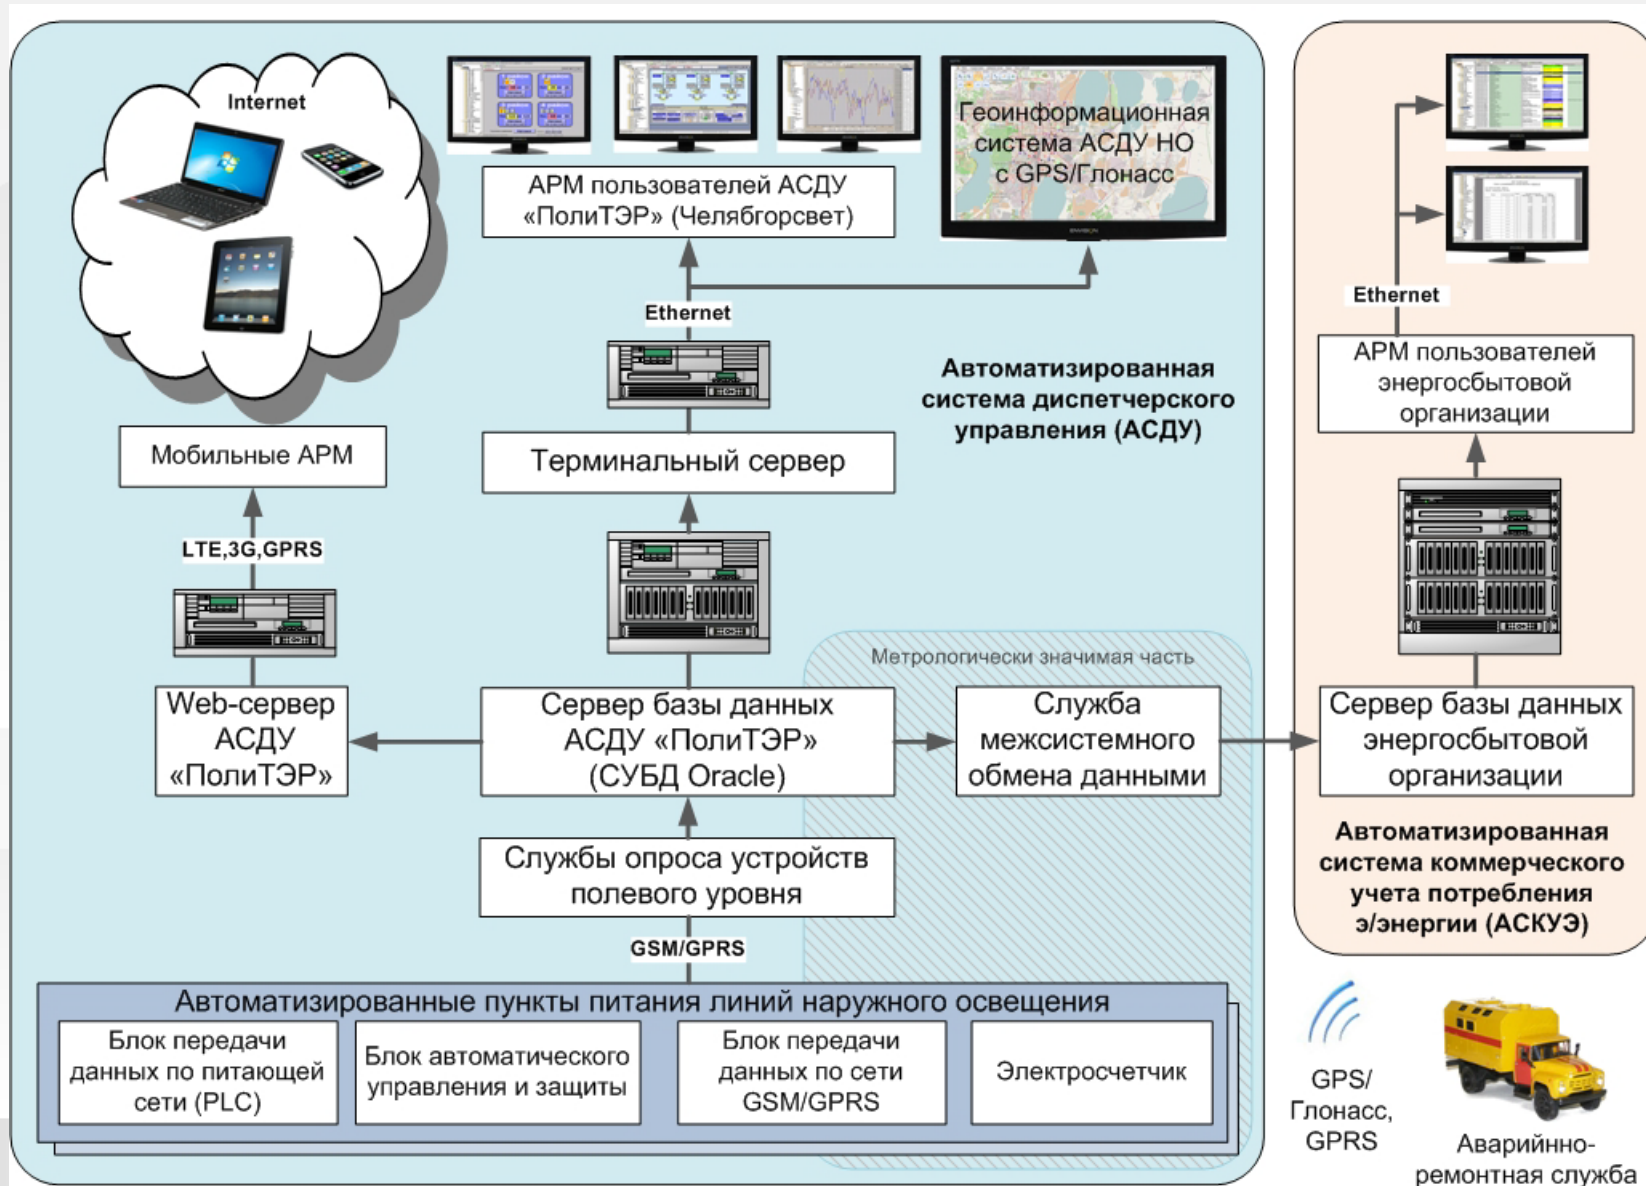 Internet
Геоинформационная
система АСДУ НО
с GPS/Глонасс
АРМ пользователей АСДУ
«ПолиТЭР» (Челябгорсвет)
Ethernet
Ethernet
АРМ пользователей
энергосбытовой
организации
Автоматизированная
система диспетчерского
управления (АСДУ)
Мобильные АРМ
Терминальный сервер
LTE,3G,GPRS
Метрологически значимая часть
Web-сервер
АСДУ
«ПолиТЭР»
Сервер базы данных
АСДУ «ПолиТЭР»
(СУБД Oracle)
Служба
межсистемного
обмена данными
Сервер базы данных
энергосбытовой
организации
Автоматизированная
система коммерческого
учета потребления
э/энергии (АСКУЭ)
Службы опроса устройств
полевого уровня
GSM/GPRS
Автоматизированные пункты питания линий наружного освещения
Блок передачи
данных по питающей
сети (PLC)
Блок автоматического
управления и защиты
Блок передачи
данных по сети
GSM/GPRS
Электросчетчик
GPS/
Глонасс,
GPRS
Аварийнно-
ремонтная служба